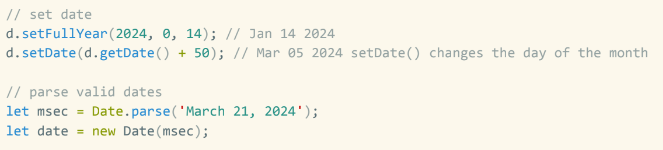 // set date
d.setFullYear(2024, 0, 14); // Jan 14 2024
d.setDate(d.getDate() + 50); // Mar 05 2024 setDate() changes the day of the month
// parse valid dates
let msec = Date.parse('March 21, 2024');
let date = new Date(msec);